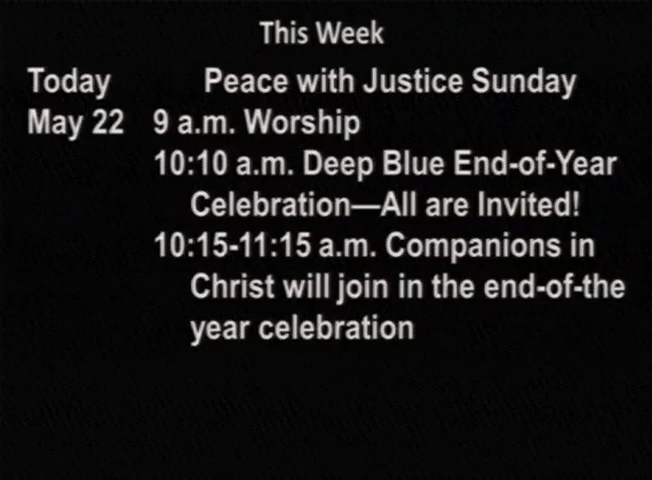 This Week
Today Peace with Justice Sunday
May 22 9 a.m. Worship
10:10 a.m. Deep Blue End-of-Year
Celebration—All are Invited!
10:15-11:15 a.m. Companions in
Christ will join in the end-of-the
year celebration